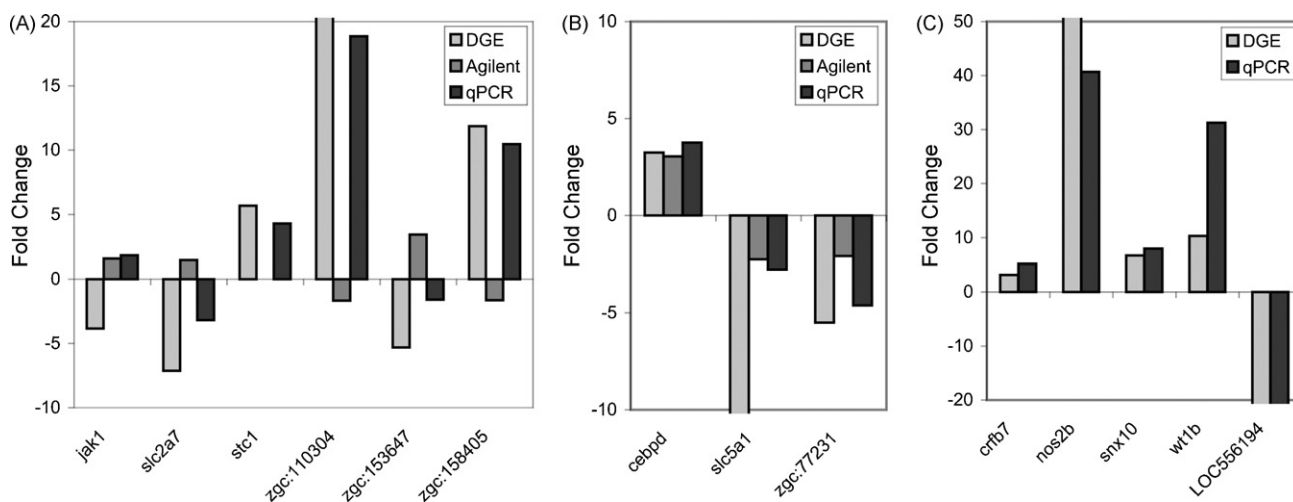 (A)
Fold Change
20
15
10
5
0
-5
-10
DGE
Agilent
qPCR
jak1
slc2a7
stc1
zgc:110304
zgc:153647
zgc:158405
(B)
Fold Change
10
5
0
-5
-10
DGE
Agilent
qPCR
cebpd
slc5a1
zgc:77231
(C)
Fold Change
50
40
30
20
10
0
-10
-20
DGE
qPCR
crfb7
nos2b
snx10
wt1b
LOC556194